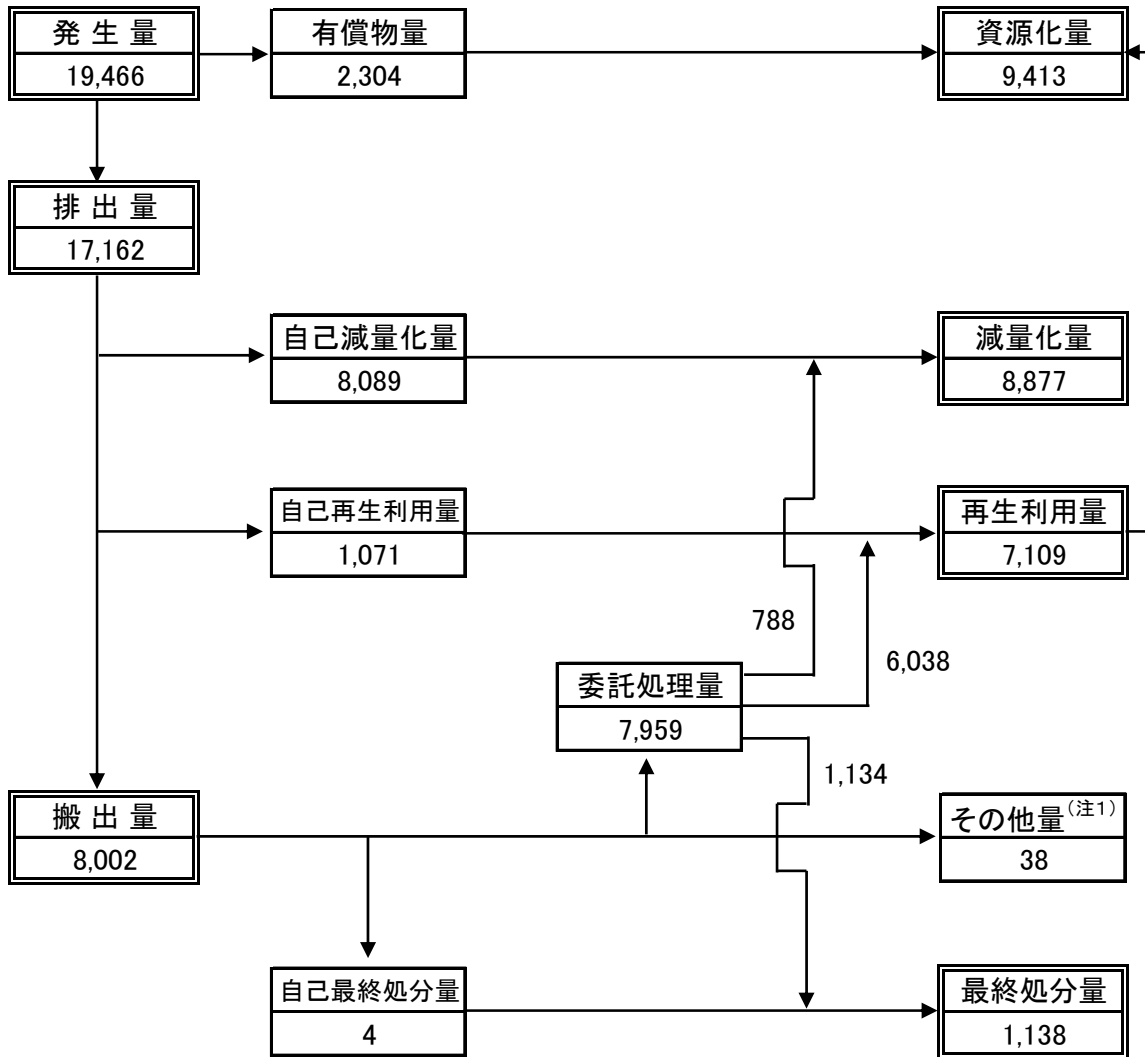 発 生 量
19,466
有償物量
2,304
資源化量
9,413
排 出 量
17,162
自己減量化量
8,089
減量化量
8,877
自己再生利用量
1,071
再生利用量
7,109
788
6,038
委託処理量
7,959
1,134
搬 出 量
8,002
その他量(注1)
38
自己最終処分量
4
最終処分量
1,138